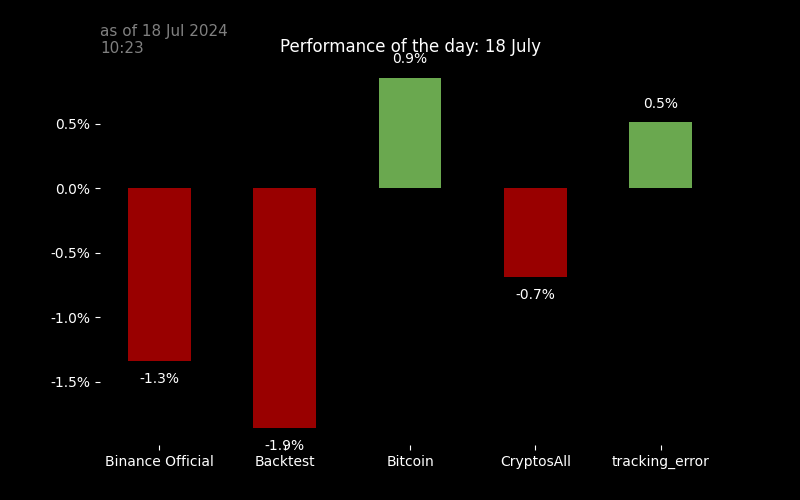 as of 18 Jul 2024
10:23
Performance of the day: 18 July
0.9%
0.5%
0.5%
0.0%
-0.5%
-0.7%
-1.0%
-1.3%
-1.5%
-1.9%
Binance Official
Backtest
Bitcoin
CryptosAll
tracking_error